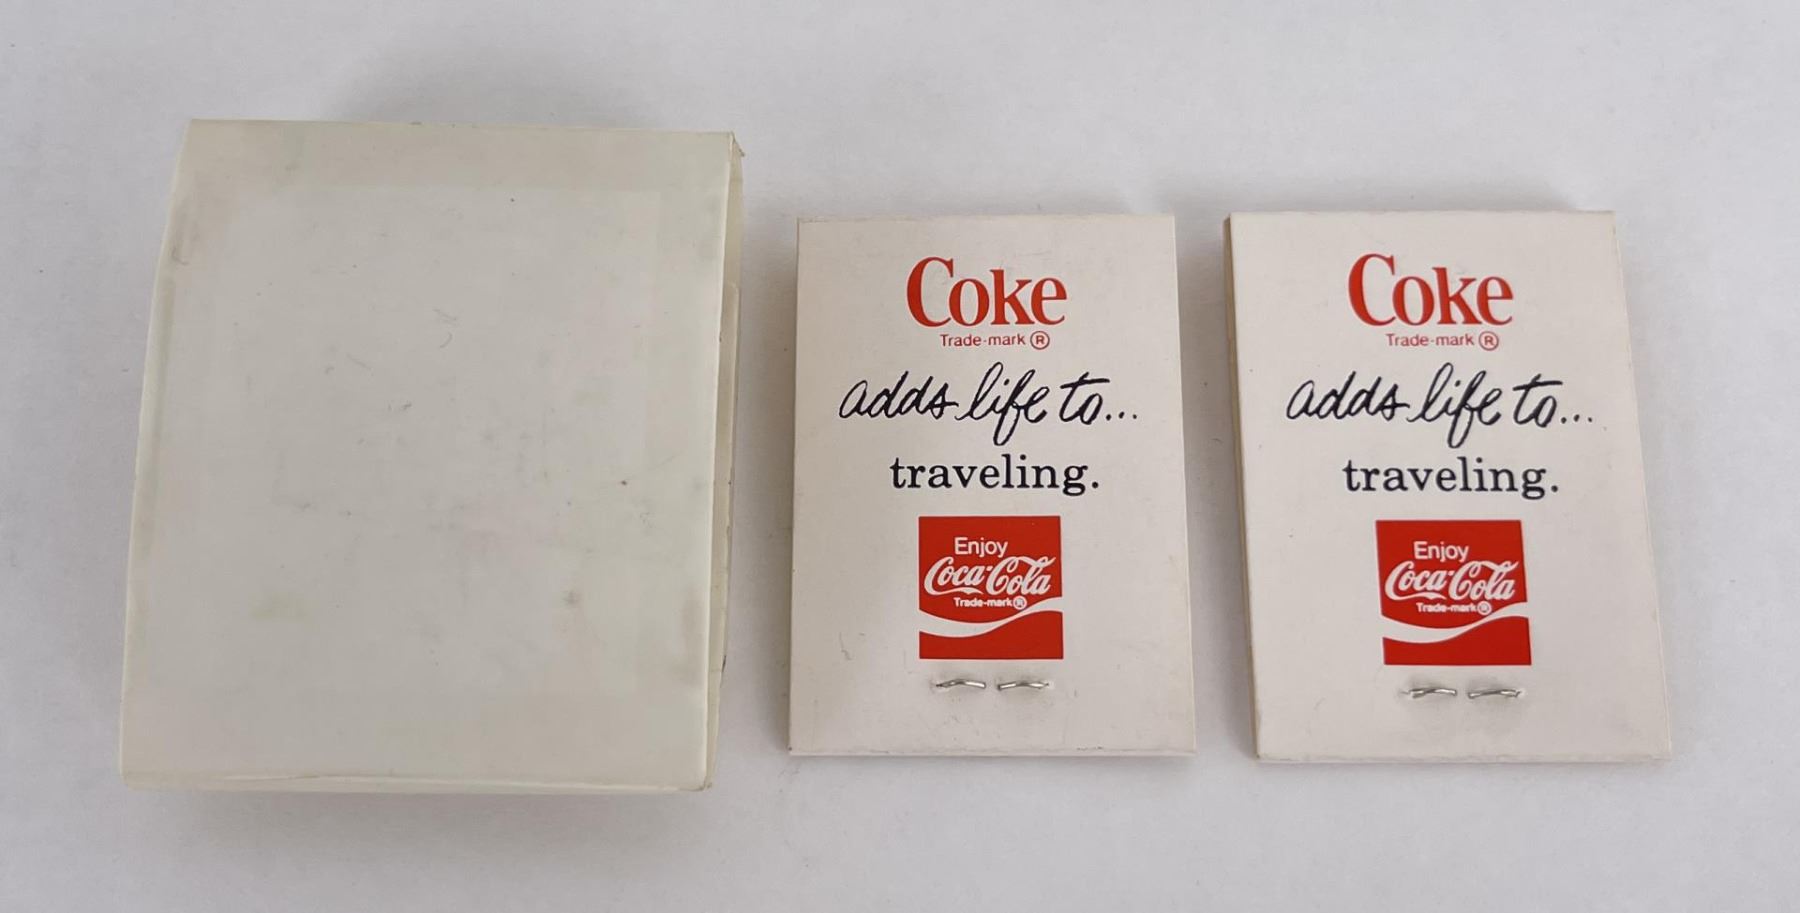 Coke
Trade-mark ®
adds life to...
traveling.
Enjoy
Coca-Cola
Trade-mark ®
Coke
Trade-mark ®
adds life to...
traveling.
Enjoy
Coca-Cola
Trade-mark ®